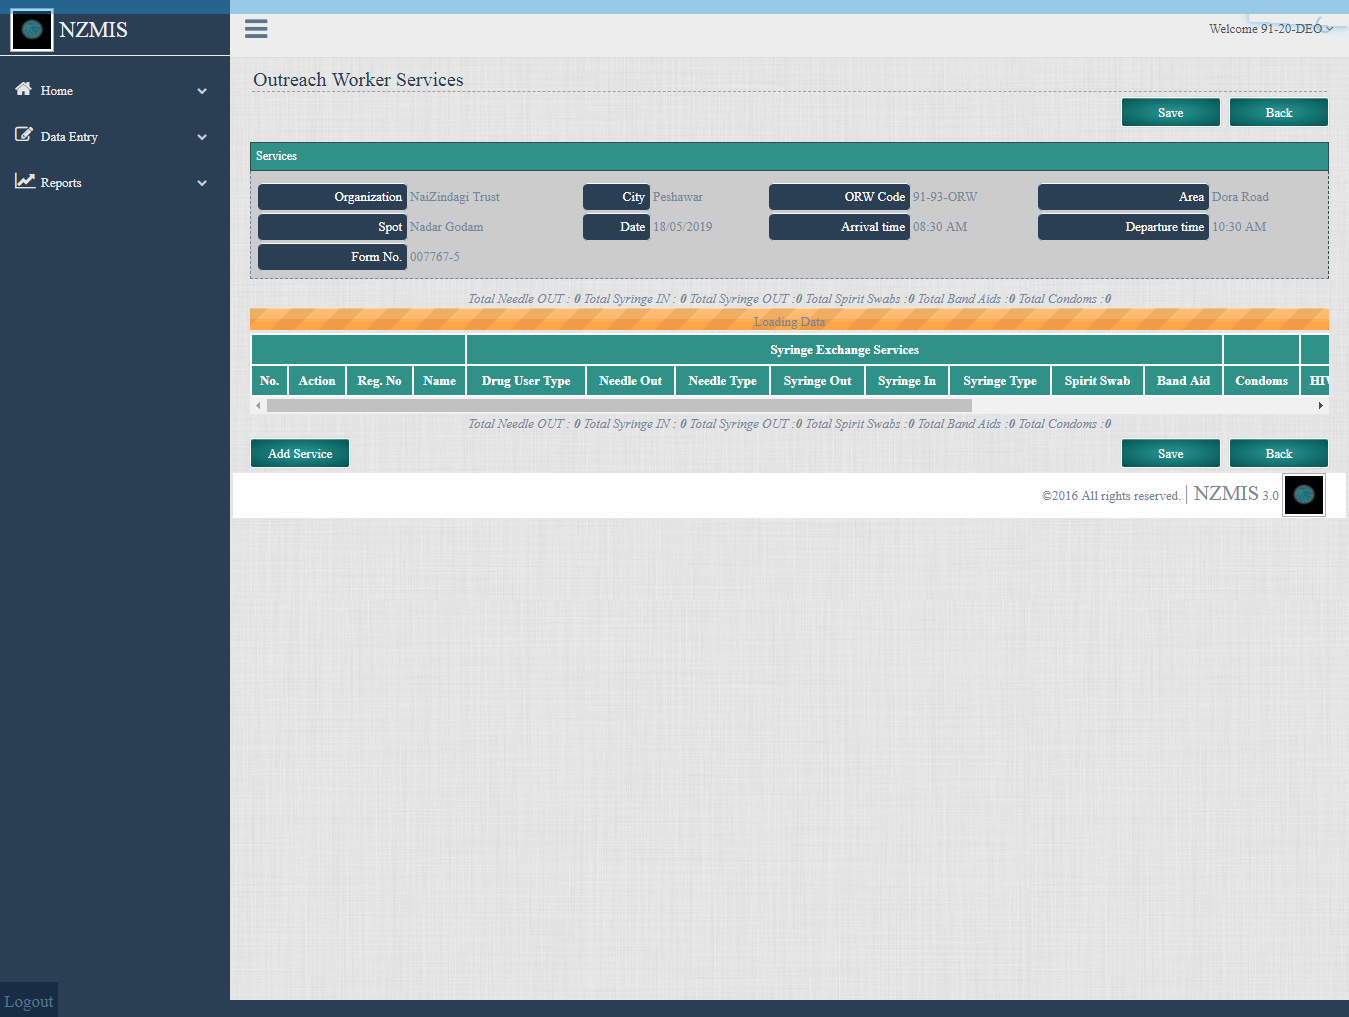 NZMIS
Welcome 91-20-DEO
Home
Data Entry
Reports
Outreach Worker Services
Save Back
Services
Organization NaiZindagi Trust City Peshawar ORW Code 91-93-ORW Area Dora Road
Spot Nadar Godam Date 18/05/2019 Arrival time 08:30 AM Departure time 10:30 AM
Form No. 007767-5
Total Needle OUT : 0 Total Syringe IN : 0 Total Syringe OUT :0 Total Spirit Swabs :0 Total Band Aids :0 Total Condoms :0
Loading Data
Syringe Exchange Services
No. Action Reg. No Name Drug User Type Needle Out Needle Type Syringe Out Syringe In Syringe Type Spirit Swab Band Aid Condoms HIV
Total Needle OUT : 0 Total Syringe IN : 0 Total Syringe OUT :0 Total Spirit Swabs :0 Total Band Aids :0 Total Condoms :0
Add Service Save Back
©2016 All rights reserved. | NZMIS 3.0
Logout